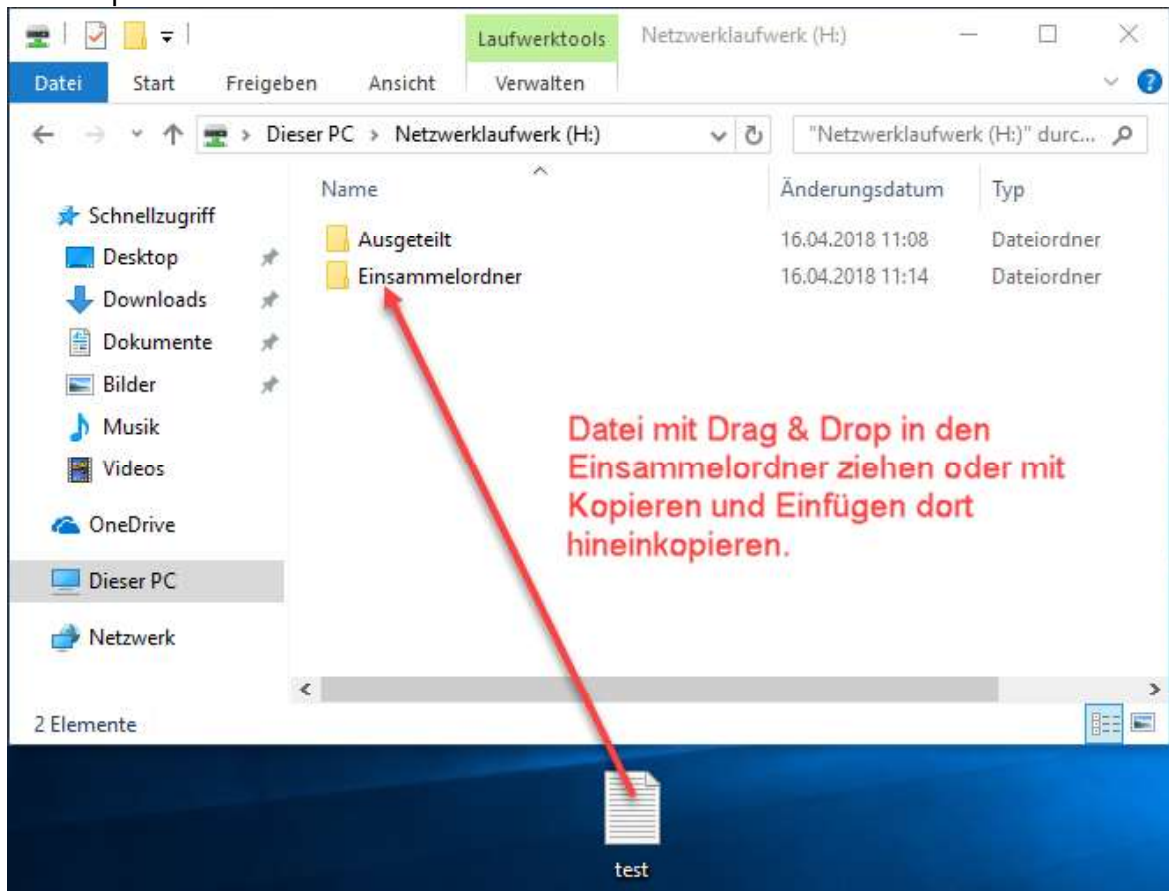 Laufwerktools
Netzwerklaufwerk (H:)
Datei Start Freigeben Ansicht Verwalten
Dieser PC > Netzwerklaufwerk (H:)
"Netzwerklaufwerk (H:)" durc...
Name Änderungsdatum Typ
Schnellzugriff
Desktop
Downloads
Dokumente
Bilder
Musik
Videos
OneDrive
Dieser PC
Netzwerk
Ausgeteilt 16.04.2018 11:08 Dateiordner
Einsammelordner 16.04.2018 11:14 Dateiordner
Datei mit Drag & Drop in den
Einsammelordner ziehen oder mit
Kopieren und Einfügen dort
hineinkopieren.
2 Elemente
test